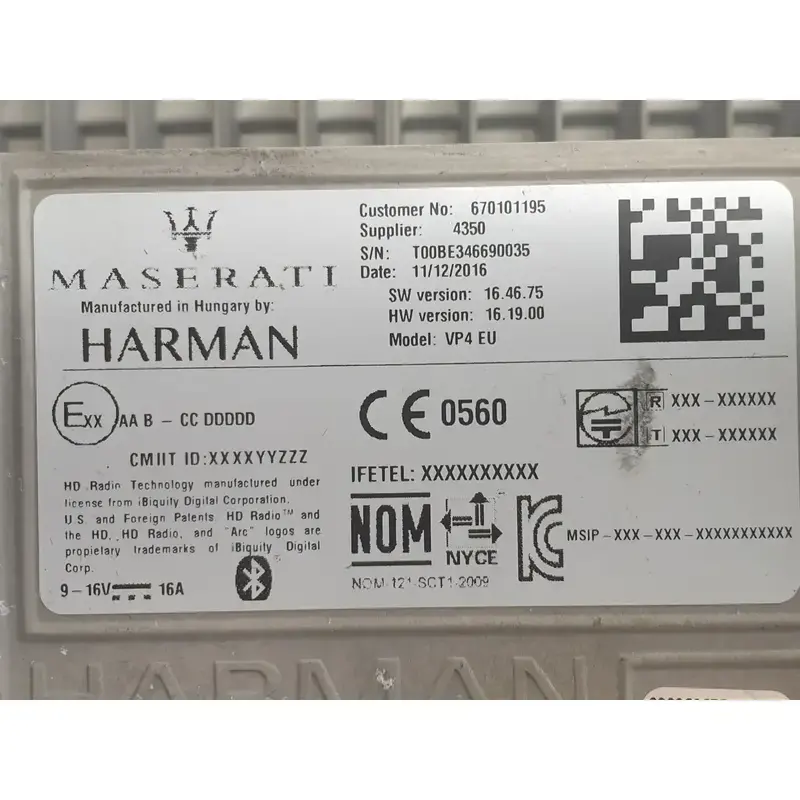 MASERATI
Manufactured in Hungary by:
HARMAN
Customer No: 670101195
Supplier: 4350
S/N: T00BE346690035
Date: 11/12/2016
SW version: 16.46.75
HW version: 16.19.00
Model: VP4 EU
Exx AA B - CC DDDDD
CE 0560
R XXX-XXXXXX
T XXX-XXXXXX
CMIIT ID:XXXXYYZZZ
HD Radio Technology manufactured under
license from iBiquity Digital Corporation.
U.S. and Foreign Patents. HD Radio™ and
the HD, HD Radio, and "Arc" logos are
propietary trademarks of iBiquity Digital
Corp.
9-16V 16A
IFETEL: XXXXXXXXXX
NOM
NYCE
NOM-121-SCT1-2009
MSIP-XXX-XXX-XXXXXXXXXXX
HARMAN